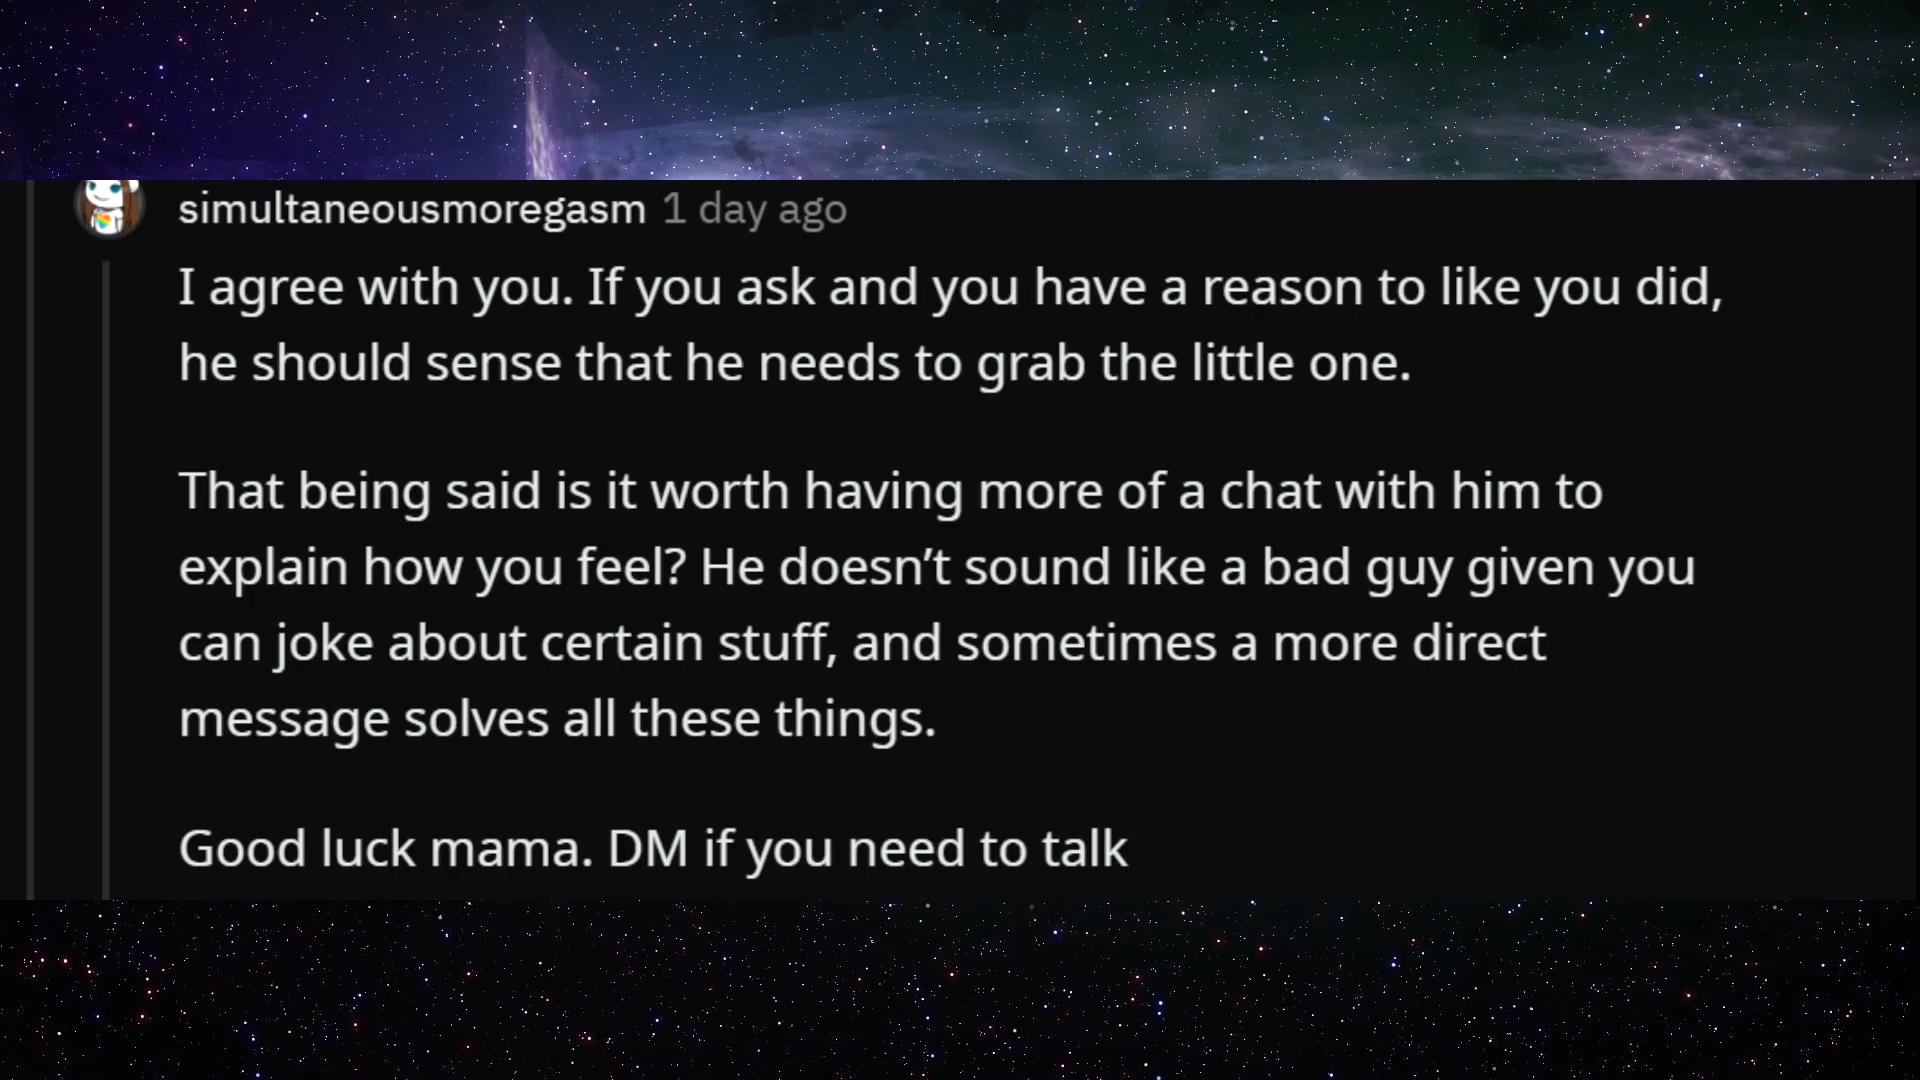 simultaneousmoregasm 1 day ago
I agree with you. If you ask and you have a reason to like you did,
he should sense that he needs to grab the little one.
That being said is it worth having more of a chat with him to
explain how you feel? He doesn’t sound like a bad guy given you
can joke about certain stuff, and sometimes a more direct
message solves all these things.
Good luck mama. DM if you need to talk